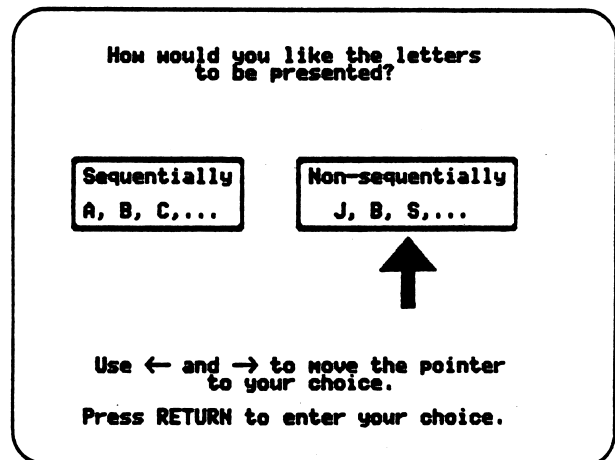 How would you like the letters
to be presented?
Sequentially Non-sequentially
A, B, C,... J, B, S,...
Use ← and → to move the pointer
to your choice.
Press RETURN to enter your choice.